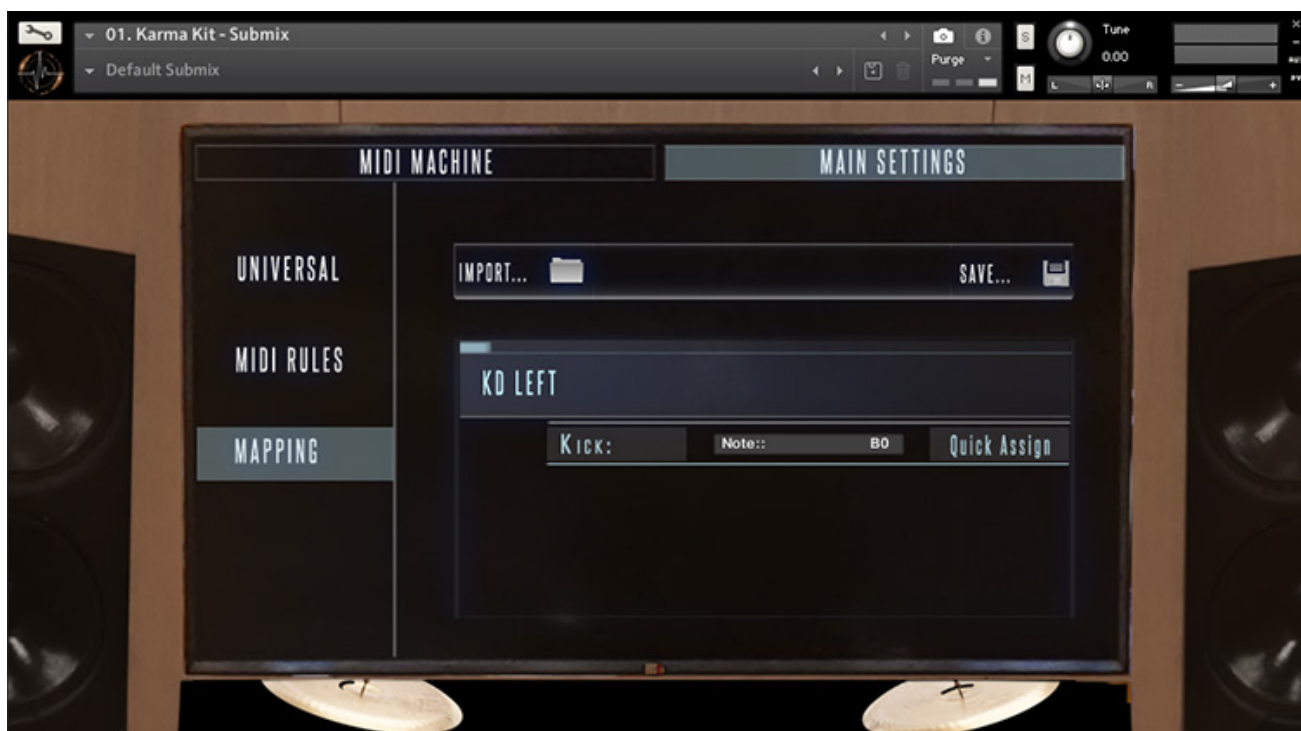 01. Karma Kit - Submix
Default Submix
Purge
S
M
Tune
0.00
L
R
MIDI MACHINE
MAIN SETTINGS
UNIVERSAL
MIDI RULES
MAPPING
IMPORT...
SAVE...
KD LEFT
KICK:
Note::
B0
Quick Assign